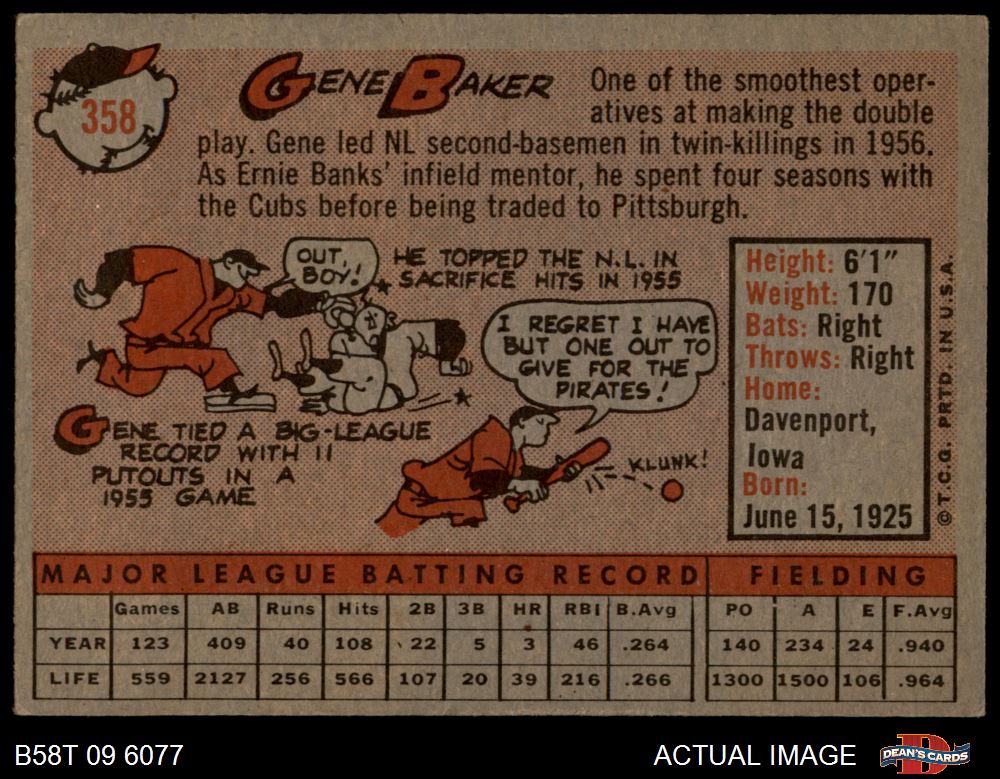 358
GENE BAKER
One of the smoothest oper-
atives at making the double
play. Gene led NL second-basemen in twin-killings in 1956.
As Ernie Banks' infield mentor, he spent four seasons with
the Cubs before being traded to Pittsburgh.
OUT,
BOY!
HE TOPPED THE N.L. IN
SACRIFICE HITS IN 1955
I REGRET I HAVE
BUT ONE OUT TO
GIVE FOR THE
PIRATES!
GENE TIED A BIG-LEAGUE
RECORD WITH 11
PUTOUTS IN A
1955 GAME
KLUNK!
Height: 6'1"
Weight: 170
Bats: Right
Throws: Right
Home:
Davenport,
Iowa
Born:
June 15, 1925
© T.C.G. PRTD. IN U.S.A.
MAJOR LEAGUE BATTING RECORD FIELDING
Games AB Runs Hits 2B 3B HR RBI B.Avg PO A E F.Avg
YEAR 123 409 40 108 22 5 3 46 .264 140 234 24 .940
LIFE 559 2127 256 566 107 20 39 216 .266 1300 1500 106 .964
B58T 09 6077
ACTUAL IMAGE
DEAN'S CARDS